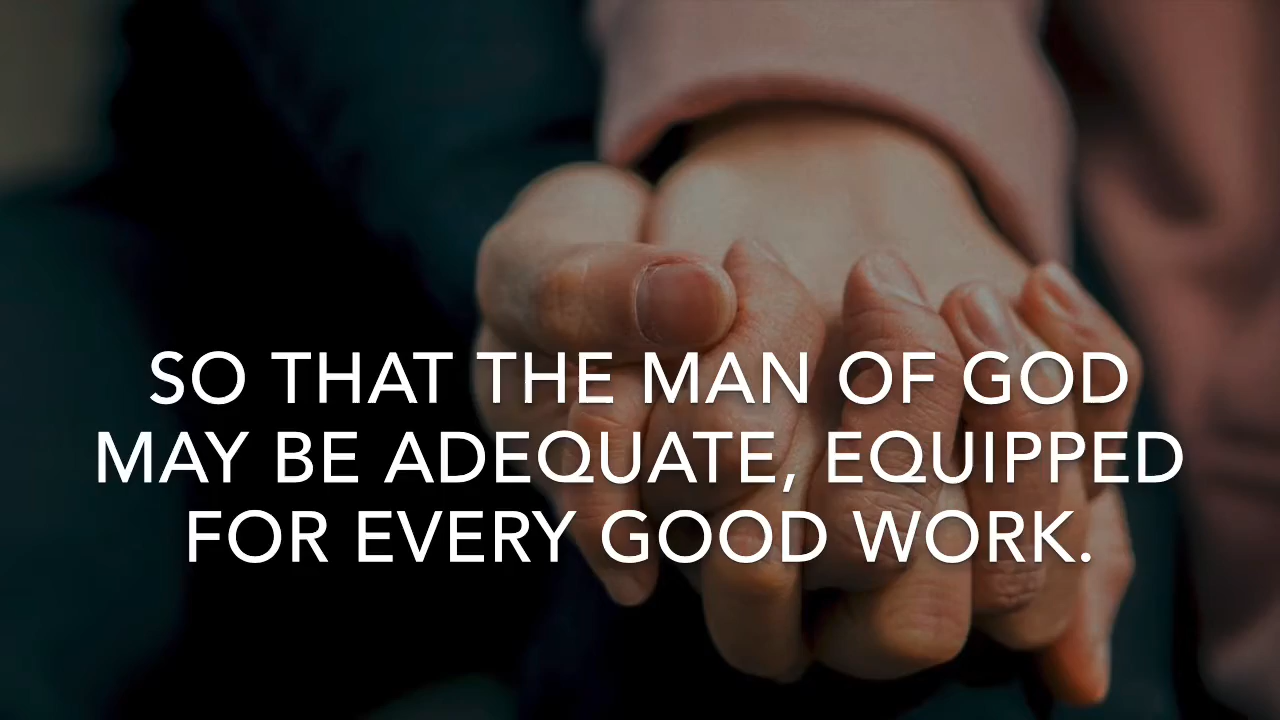 SO THAT THE MAN OF GOD
MAY BE ADEQUATE, EQUIPPED
FOR EVERY GOOD WORK.